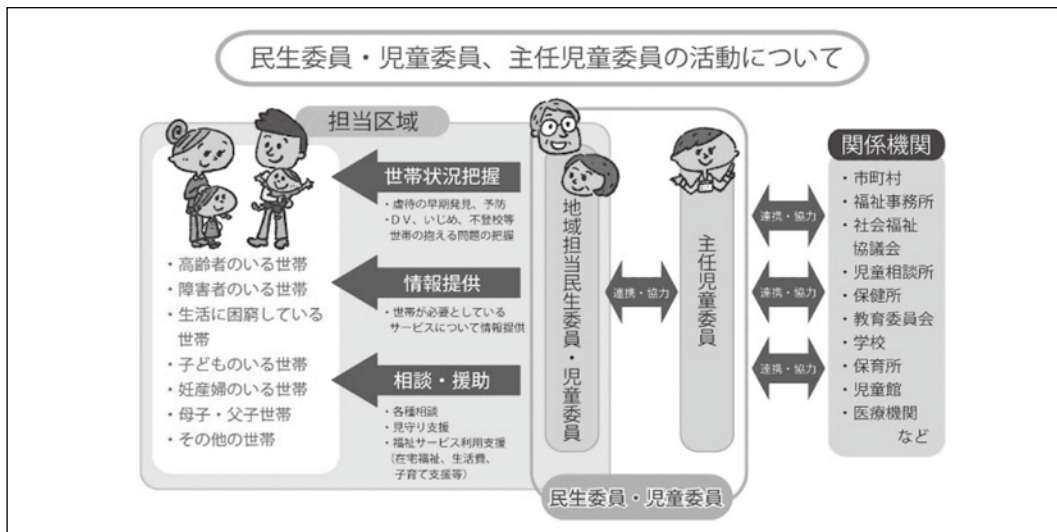 民生委員・児童委員、主任児童委員の活動について
担当区域
・高齢者のいる世帯
・障害者のいる世帯
・生活に困窮している
世帯
・子どものいる世帯
・妊産婦のいる世帯
・母子・父子世帯
・その他の世帯
世帯状況把握
・虐待の早期発見、予防
・DV、いじめ、不登校等
世帯の抱える問題の把握
情報提供
・世帯が必要としている
サービスについて情報提供
相談・援助
・各種相談
・見守り支援
・福祉サービス利用支援
(在宅福祉、生活費、
子育て支援等)
地域担当民生委員・児童委員
連携・協力
主任児童委員
民生委員・児童委員
連携・協力
連携・協力
連携・協力
関係機関
・市町村
・福祉事務所
・社会福祉
協議会
・児童相談所
・保健所
・教育委員会
・学校
・保育所
・児童館
・医療機関
など